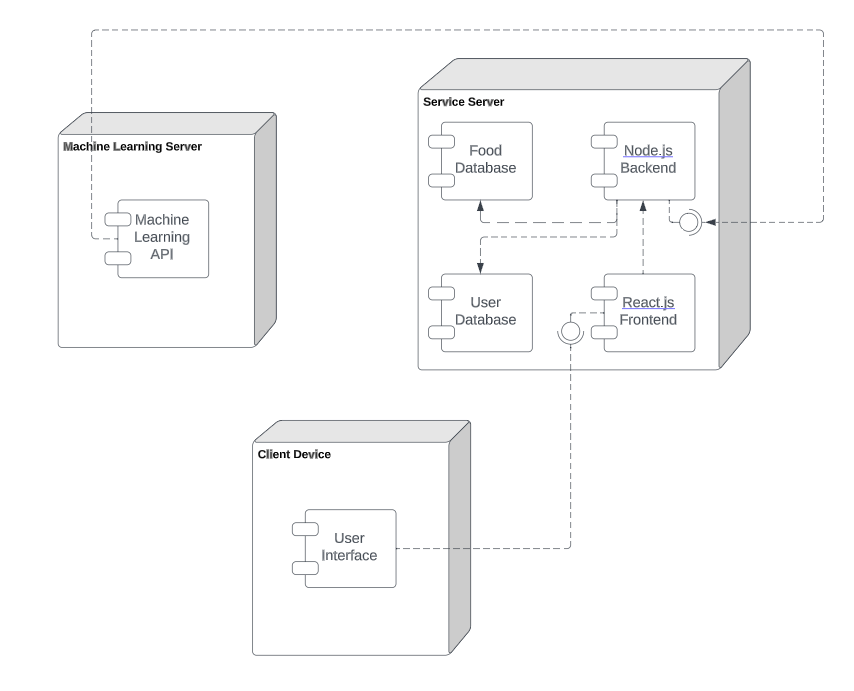 Service Server
Food
Database
Node.js
Backend
Machine Learning Server
Machine
Learning
API
User
Database
React.js
Frontend
Client Device
User
Interface